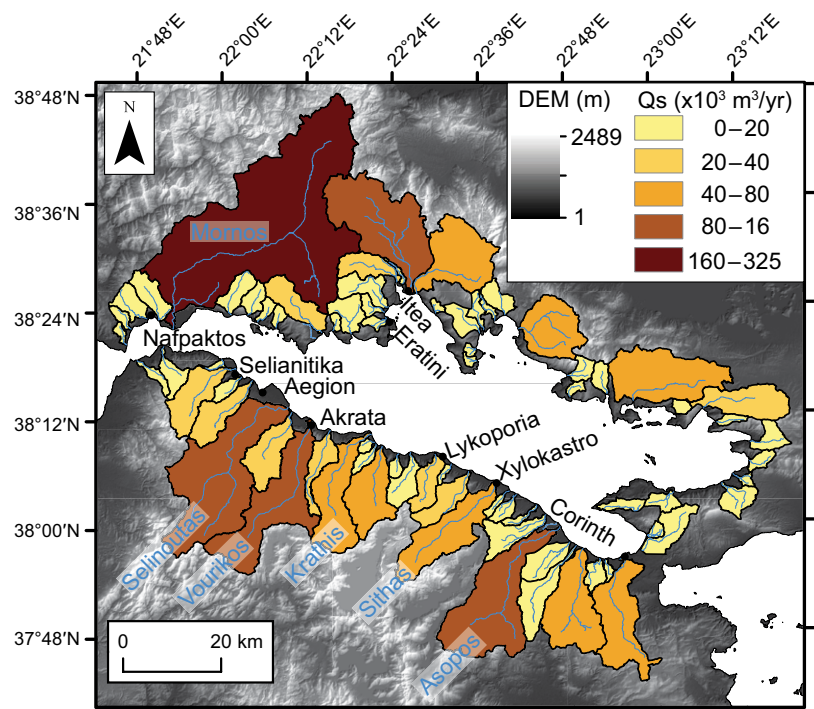 21°48'E 22°00'E 22°12'E 22°24'E 22°36'E 22°48'E 23°00'E 23°12'E
38°48'N
38°36'N
38°24'N
38°12'N
38°00'N
37°48'N
N
DEM (m)
2489
1
Qs (x10³ m³/yr)
0–20
20–40
40–80
80–16
160–325
Mornos
Itea
Eratini
Nafpaktos
Selianitika
Aegion
Akrata
Lykoporia
Xylokastro
Corinth
Selinoutas
Vourikos
Krathis
Sithas
Asopos
0 20 km